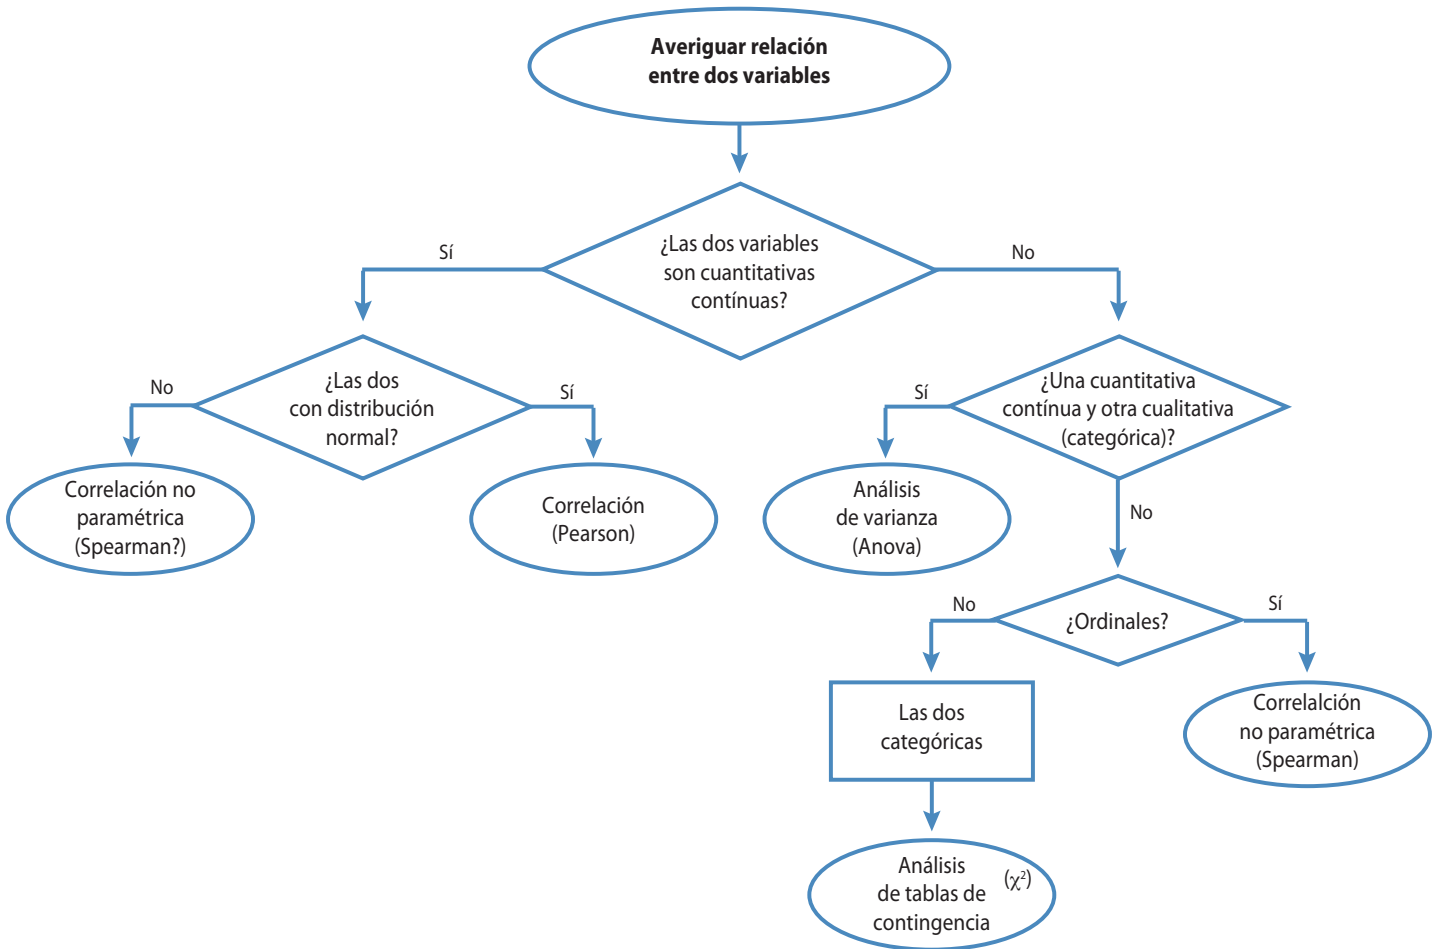 Averiguar relación
entre dos variables
¿Las dos variables
son cuantitativas
contínuas?
Sí
No
¿Las dos
con distribución
normal?
No
Sí
¿Una cuantitativa
contínua y otra cualitativa
(categórica)?
Sí
No
Correlación no
paramétrica
(Spearman?)
Correlación
(Pearson)
Análisis
de varianza
(Anova)
¿Ordinales?
No
Sí
Las dos
categóricas
Correlalción
no paramétrica
(Spearman)
Análisis
de tablas de (χ²)
contingencia